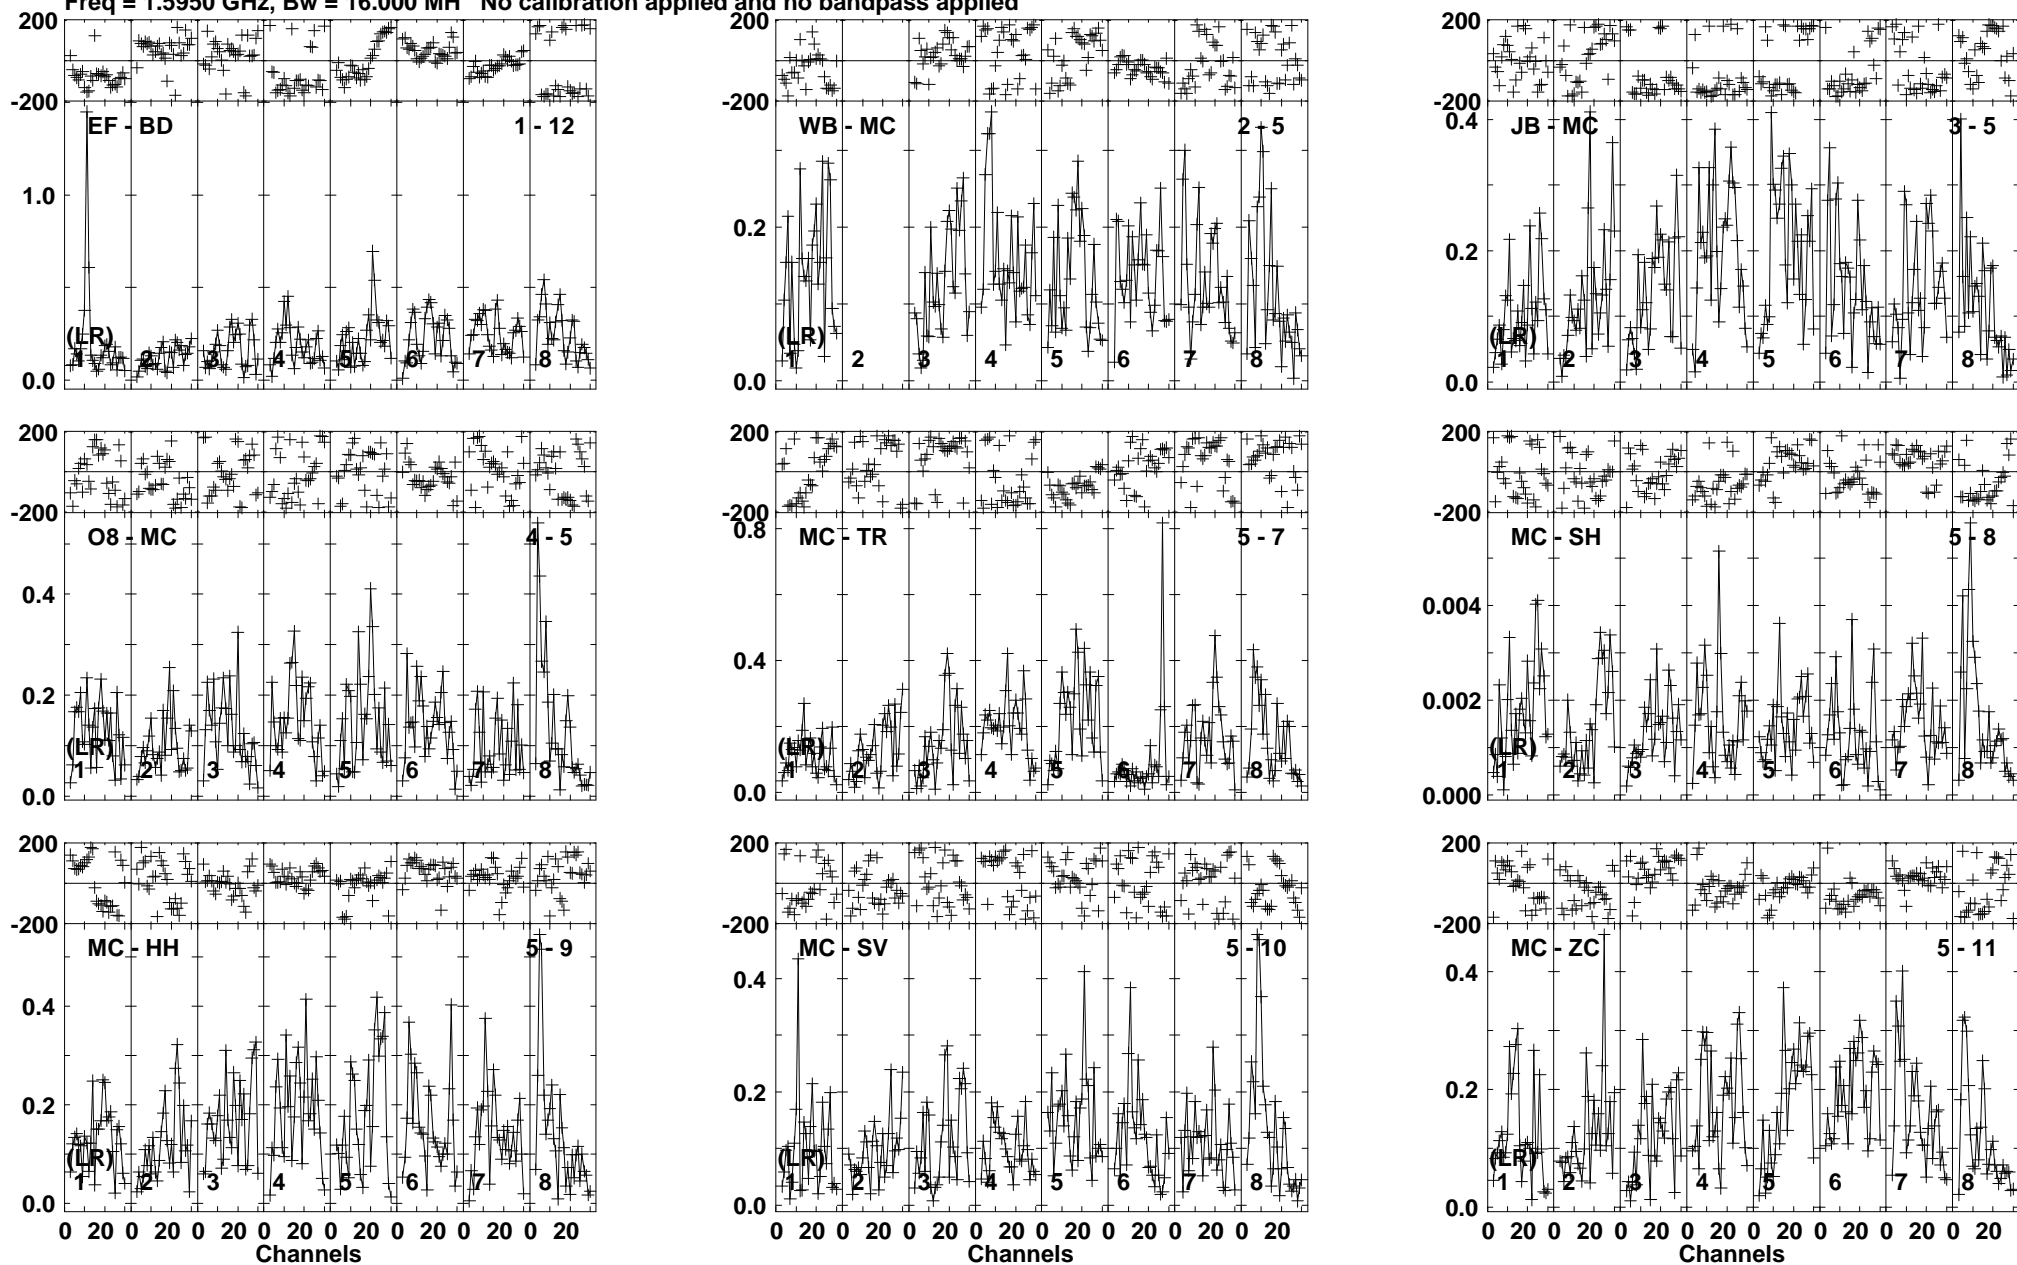 Freq = 1.5950 GHz, Bw = 16.000 MH No calibration applied and no bandpass applied
200
-200
EF - BD 1 - 12
1.0
0.0
(LR)
1 2 3 4 5 6 7 8
WB - MC 2 - 5
0.2
0.0
(LR)
1 2 3 4 5 6 7 8
200
-200
JB - MC 3 - 5
0.4
0.2
0.0
(LR)
1 2 3 4 5 6 7 8
200
-200
O8 - MC 4 - 5
0.4
0.2
0.0
(LR)
1 2 3 4 5 6 7 8
200
-200
MC - TR 5 - 7
0.8
0.4
0.0
(LR)
1 2 3 4 5 6 7 8
200
-200
MC - SH 5 - 8
0.004
0.002
0.000
(LR)
1 2 3 4 5 6 7 8
200
-200
MC - HH 5 - 9
0.4
0.2
0.0
(LR)
1 2 3 4 5 6 7 8
0 20 0 20 0 20 0 20 0 20 0 20 0 20 0 20
Channels
200
-200
MC - SV 5 - 10
0.4
0.2
0.0
(LR)
1 2 3 4 5 6 7 8
0 20 0 20 0 20 0 20 0 20 0 20 0 20 0 20
Channels
200
-200
MC - ZC 5 - 11
0.4
0.2
0.0
(LR)
1 2 3 4 5 6 7 8
0 20 0 20 0 20 0 20 0 20 0 20 0 20 0 20
Channels
200
-200